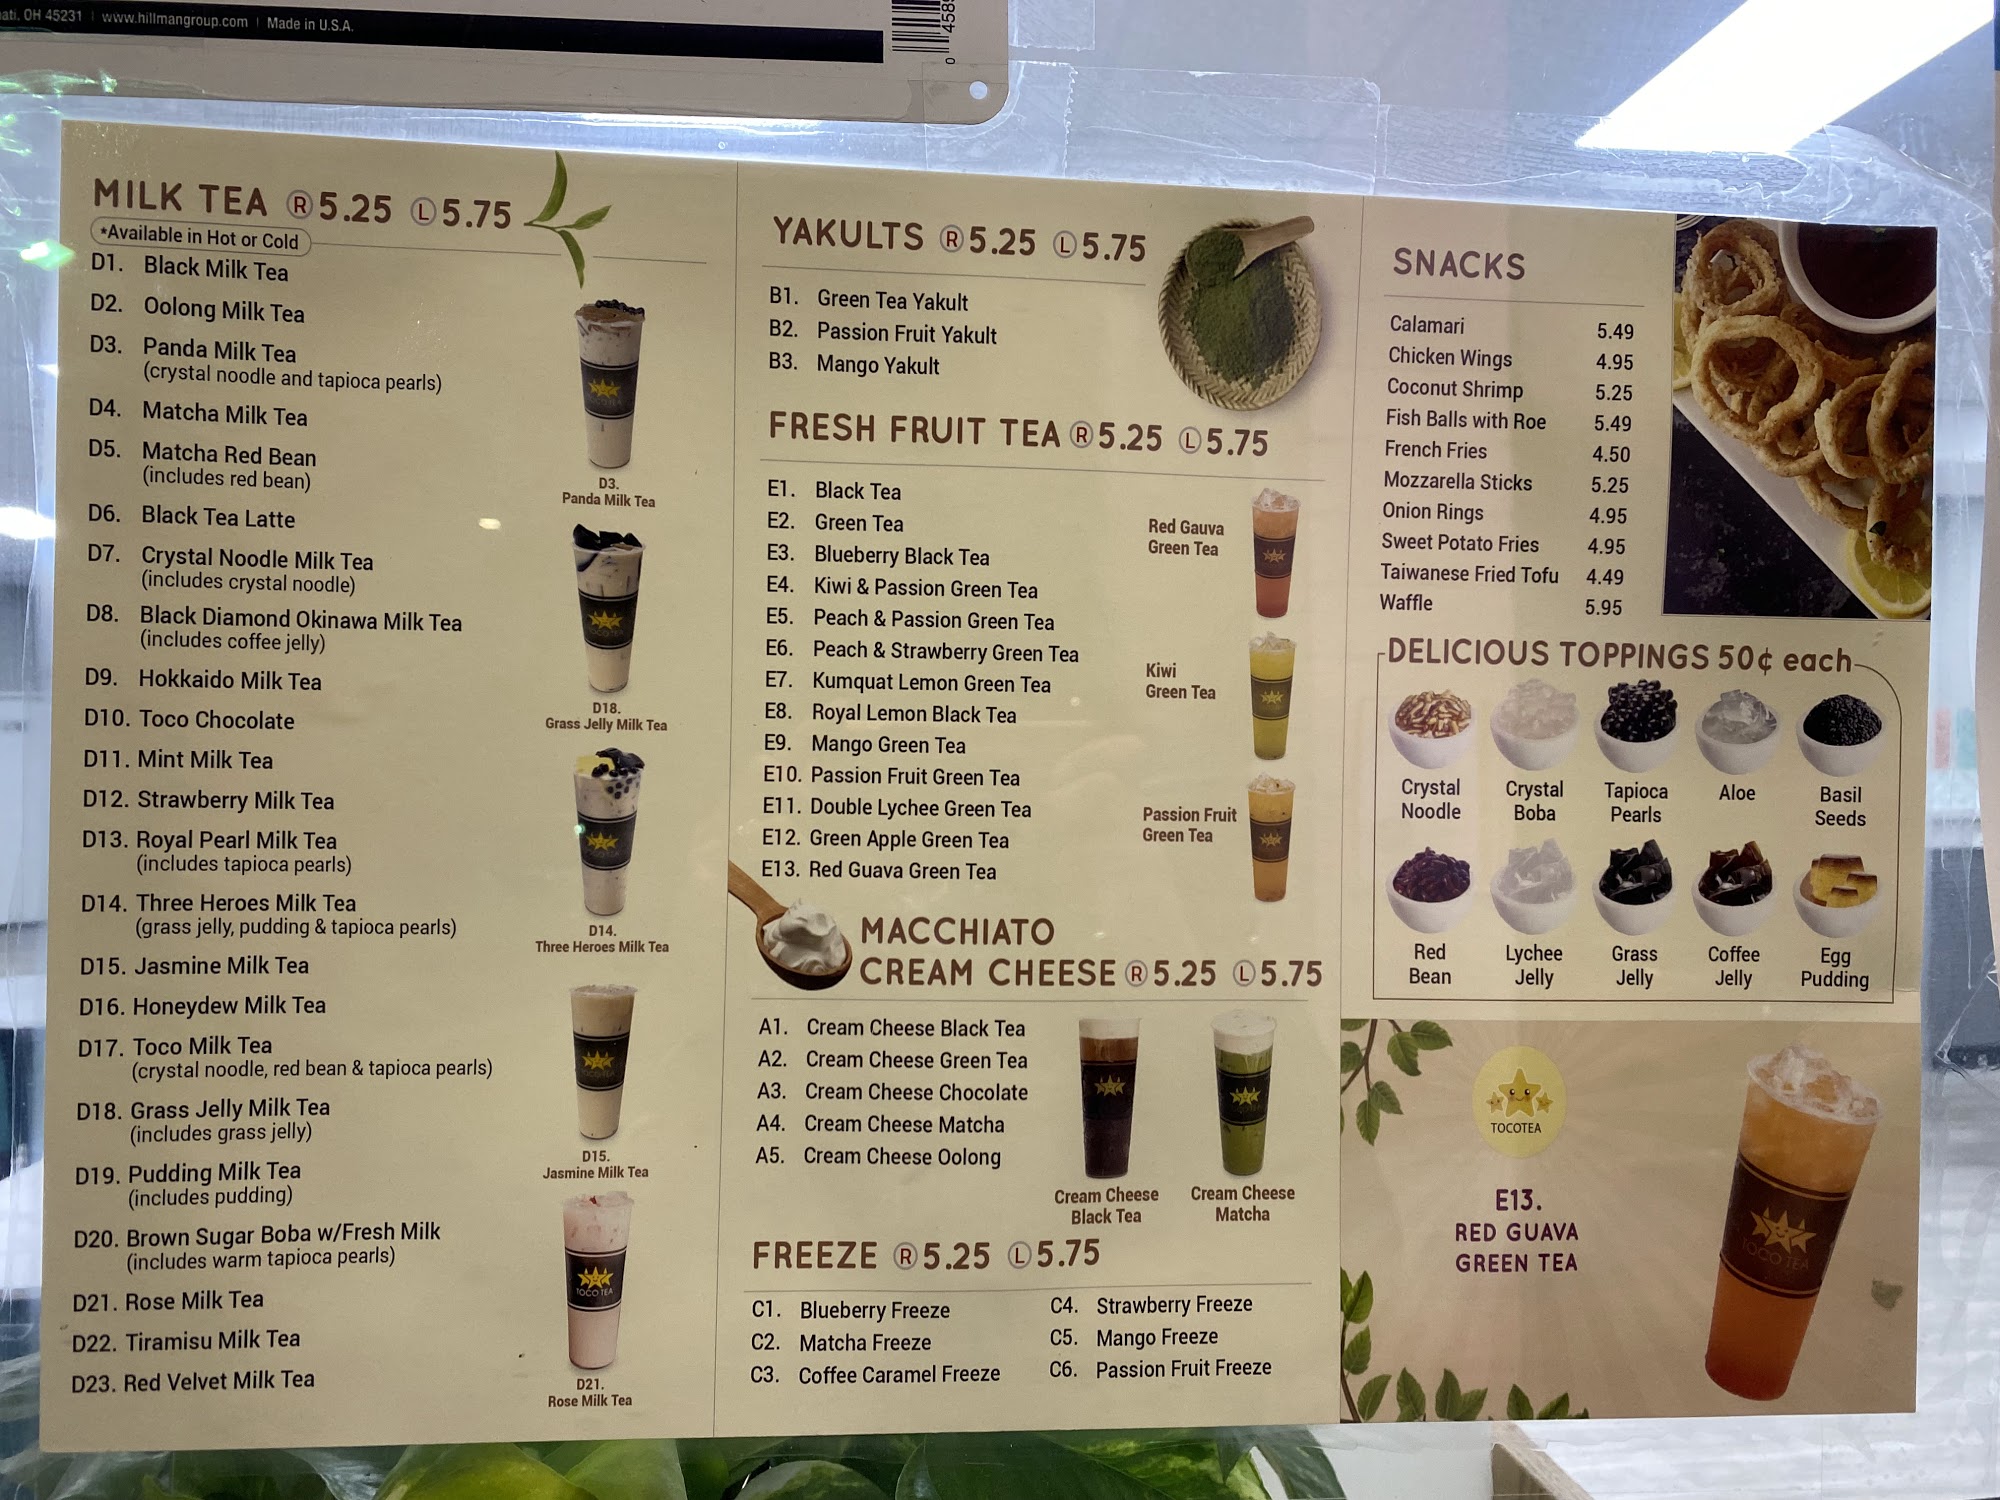 ati. OH 45231 | www.hillmangroup.com | Made in U.S.A.
MILK TEA R 5.25 L 5.75
*Available in Hot or Cold
D1. Black Milk Tea
D2. Oolong Milk Tea
D3. Panda Milk Tea
(crystal noodle and tapioca pearls)
D4. Matcha Milk Tea
D5. Matcha Red Bean
(includes red bean)
D6. Black Tea Latte
D7. Crystal Noodle Milk Tea
(includes crystal noodle)
D8. Black Diamond Okinawa Milk Tea
(includes coffee jelly)
D9. Hokkaido Milk Tea
D10. Toco Chocolate
D11. Mint Milk Tea
D12. Strawberry Milk Tea
D13. Royal Pearl Milk Tea
(includes tapioca pearls)
D14. Three Heroes Milk Tea
(grass jelly, pudding & tapioca pearls)
D15. Jasmine Milk Tea
D16. Honeydew Milk Tea
D17. Toco Milk Tea
(crystal noodle, red bean & tapioca pearls)
D18. Grass Jelly Milk Tea
(includes grass jelly)
D19. Pudding Milk Tea
(includes pudding)
D20. Brown Sugar Boba w/Fresh Milk
(includes warm tapioca pearls)
D21. Rose Milk Tea
D22. Tiramisu Milk Tea
D23. Red Velvet Milk Tea
D3.
Panda Milk Tea
D18.
Grass Jelly Milk Tea
D14.
Three Heroes Milk Tea
D15.
Jasmine Milk Tea
TOCO TEA
D21.
Rose Milk Tea
YAKULTS R 5.25 L 5.75
B1. Green Tea Yakult
B2. Passion Fruit Yakult
B3. Mango Yakult
FRESH FRUIT TEA R 5.25 L 5.75
E1. Black Tea
E2. Green Tea
E3. Blueberry Black Tea
E4. Kiwi & Passion Green Tea
E5. Peach & Passion Green Tea
E6. Peach & Strawberry Green Tea
E7. Kumquat Lemon Green Tea
E8. Royal Lemon Black Tea
E9. Mango Green Tea
E10. Passion Fruit Green Tea
E11. Double Lychee Green Tea
E12. Green Apple Green Tea
E13. Red Guava Green Tea
Red Gauva
Green Tea
Kiwi
Green Tea
Passion Fruit
Green Tea
MACCHIATO
CREAM CHEESE R 5.25 L 5.75
A1. Cream Cheese Black Tea
A2. Cream Cheese Green Tea
A3. Cream Cheese Chocolate
A4. Cream Cheese Matcha
A5. Cream Cheese Oolong
Cream Cheese
Black Tea
Cream Cheese
Matcha
FREEZE R 5.25 L 5.75
C1. Blueberry Freeze
C2. Matcha Freeze
C3. Coffee Caramel Freeze
C4. Strawberry Freeze
C5. Mango Freeze
C6. Passion Fruit Freeze
SNACKS
Calamari 5.49
Chicken Wings 4.95
Coconut Shrimp 5.25
Fish Balls with Roe 5.49
French Fries 4.50
Mozzarella Sticks 5.25
Onion Rings 4.95
Sweet Potato Fries 4.95
Taiwanese Fried Tofu 4.49
Waffle 5.95
DELICIOUS TOPPINGS 50¢ each
Crystal
Noodle
Crystal
Boba
Tapioca
Pearls
Aloe
Basil
Seeds
Red
Bean
Lychee
Jelly
Grass
Jelly
Coffee
Jelly
Egg
Pudding
TOCOTEA
E13.
RED GUAVA
GREEN TEA
TOCO TEA